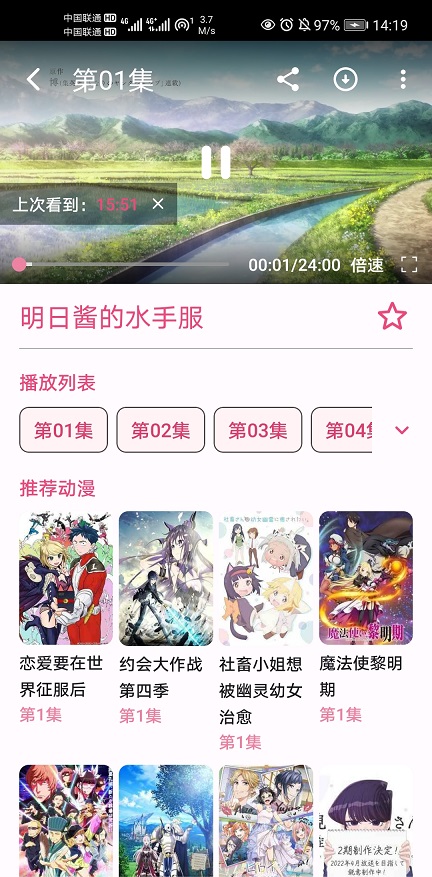 中国联通 HD 4G 4G 1 3.7
中国联通 HD M/s
97% 14:19
原作
第01集
上次看到：15:51 ×
00:01/24:00 倍速
明日酱的水手服
播放列表
第01集 第02集 第03集 第04集
推荐动漫
魔法使い黎明期
恋爱要在世界征服后
第1集
约会大作战 第四季
第1集
社畜小姐想被幽灵幼女治愈
第1集
魔法使黎明期
第1集
2期制作決定!
2022年4月放送を目指して
鋭意制作中!